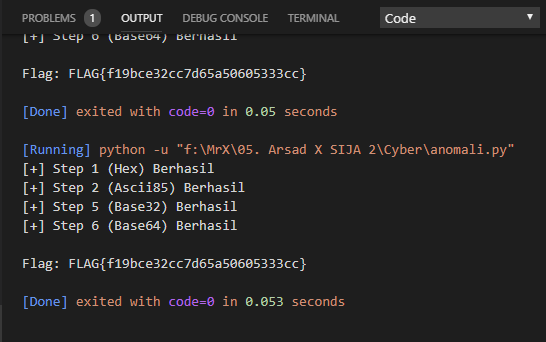 PROBLEMS 1 OUTPUT DEBUG CONSOLE TERMINAL Code
[+] Step 6 (Base64) Berhasil
Flag: FLAG{f19bce32cc7d65a50605333cc}
[Done] exited with code=0 in 0.05 seconds
[Running] python -u "f:\MrX\05. Arsad X SIJA 2\Cyber\anomali.py"
[+] Step 1 (Hex) Berhasil
[+] Step 2 (Ascii85) Berhasil
[+] Step 5 (Base32) Berhasil
[+] Step 6 (Base64) Berhasil
Flag: FLAG{f19bce32cc7d65a50605333cc}
[Done] exited with code=0 in 0.053 seconds